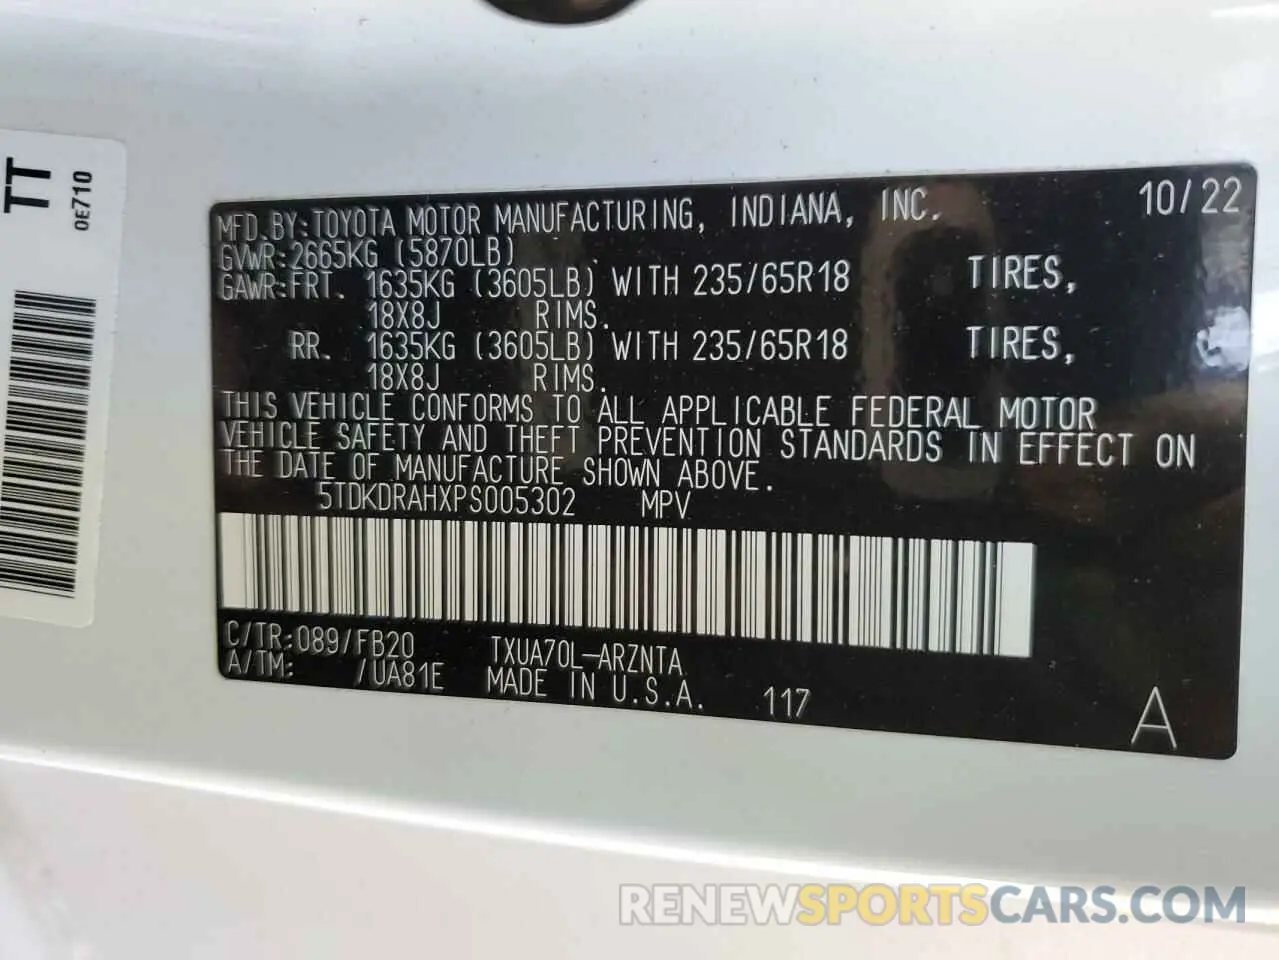 TT
0E710
MFD.BY:TOYOTA MOTOR MANUFACTURING, INDIANA, INC. 10/22
GVWR:2665KG (5870LB)
GAWR:FRT. 1635KG (3605LB) WITH 235/65R18 TIRES,
18X8J RIMS.
RR. 1635KG (3605LB) WITH 235/65R18 TIRES,
18X8J RIMS.
THIS VEHICLE CONFORMS TO ALL APPLICABLE FEDERAL MOTOR
VEHICLE SAFETY AND THEFT PREVENTION STANDARDS IN EFFECT ON
THE DATE OF MANUFACTURE SHOWN ABOVE.
5TDKDRAHXPS005302 MPV
C/TR:089/FB20 TXUA70L-ARZNTA
A/TM: /UA81E MADE IN U.S.A. 117
A
RENEWSPORTSCARS.COM - 19/12